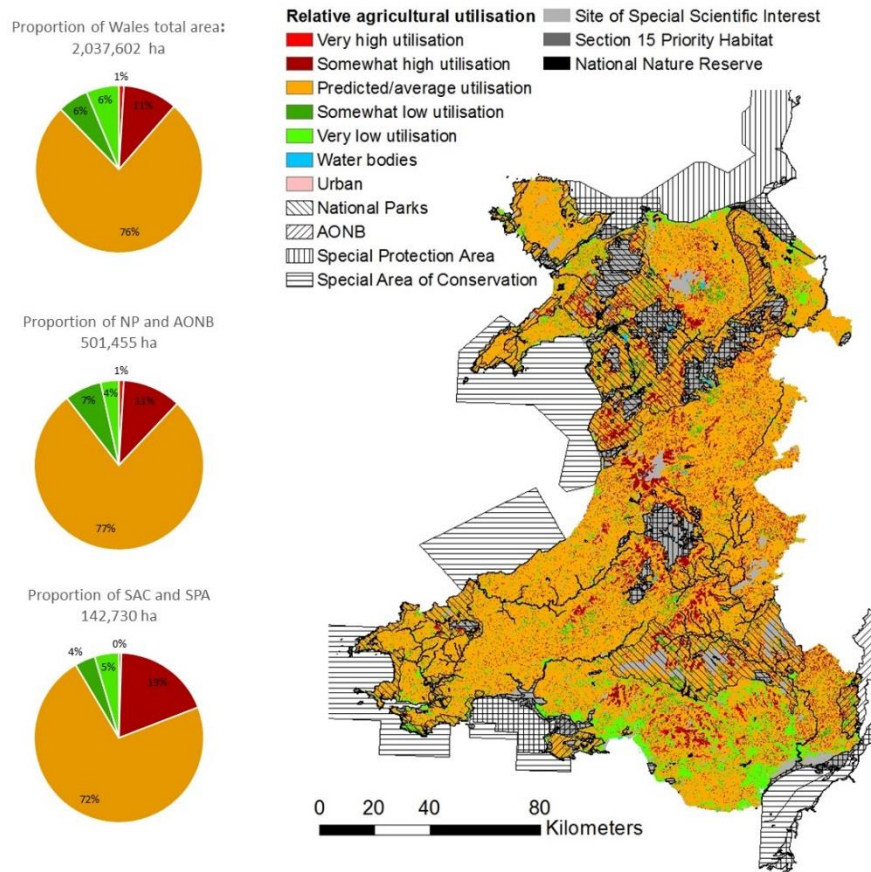 Proportion of Wales total area:
2,037,602 ha
1%
6%
6%
11%
76%
Proportion of NP and AONB
501,455 ha
1%
7%
4%
11%
77%
Proportion of SAC and SPA
142,730 ha
0%
4%
5%
19%
72%
Relative agricultural utilisation
Very high utilisation
Somewhat high utilisation
Predicted/average utilisation
Somewhat low utilisation
Very low utilisation
Water bodies
Urban
National Parks
AONB
Special Protection Area
Special Area of Conservation
Site of Special Scientific Interest
Section 15 Priority Habitat
National Nature Reserve
0 20 40 80
Kilometers